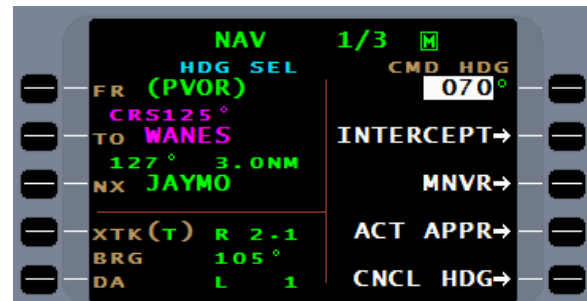 NAV 1/3 M
HDG SEL CMD HDG
FR (PVOR) 070°
CRS125°
TO WANES INTERCEPT→
127° 3.0NM
NX JAYMO MNVR→
XTK(T) R 2.1 ACT APPR→
BRG 105°
DA L 1 CNCL HDG→